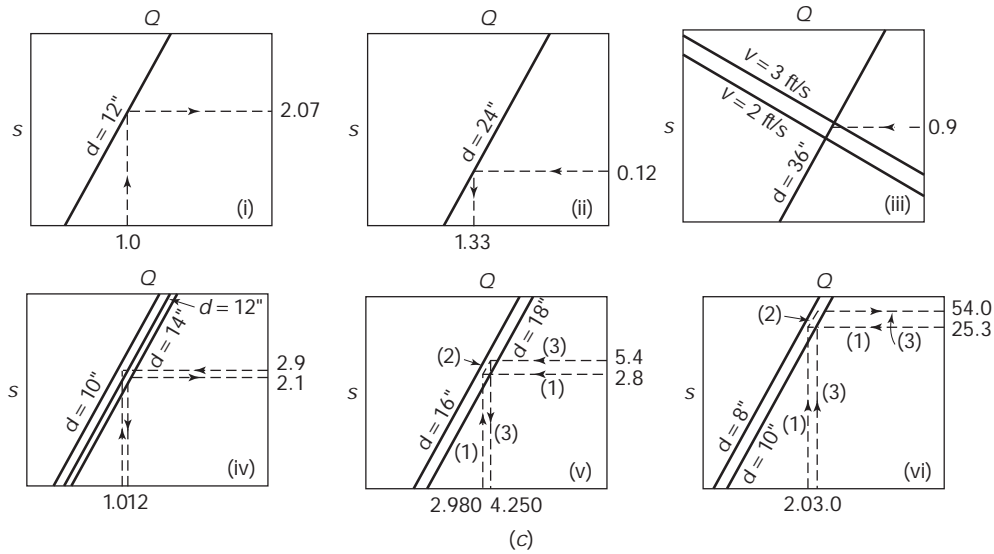 Q
s
d = 12"
2.07
1.0
(i)
Q
s
d = 24"
0.12
1.33
(ii)
Q
s
v = 3 ft/s
v = 2 ft/s
d = 36"
0.9
(iii)
Q
s
d = 12"
d = 14"
d = 10"
2.9
2.1
1.012
(iv)
Q
s
d = 18"
d = 16"
(2)
(3)
(1)
5.4
2.8
(1)
(3)
2.980 4.250
(v)
Q
s
(2)
54.0
25.3
(1)
(3)
d = 8"
d = 10"
(1)
(3)
2.03.0
(vi)
(c)